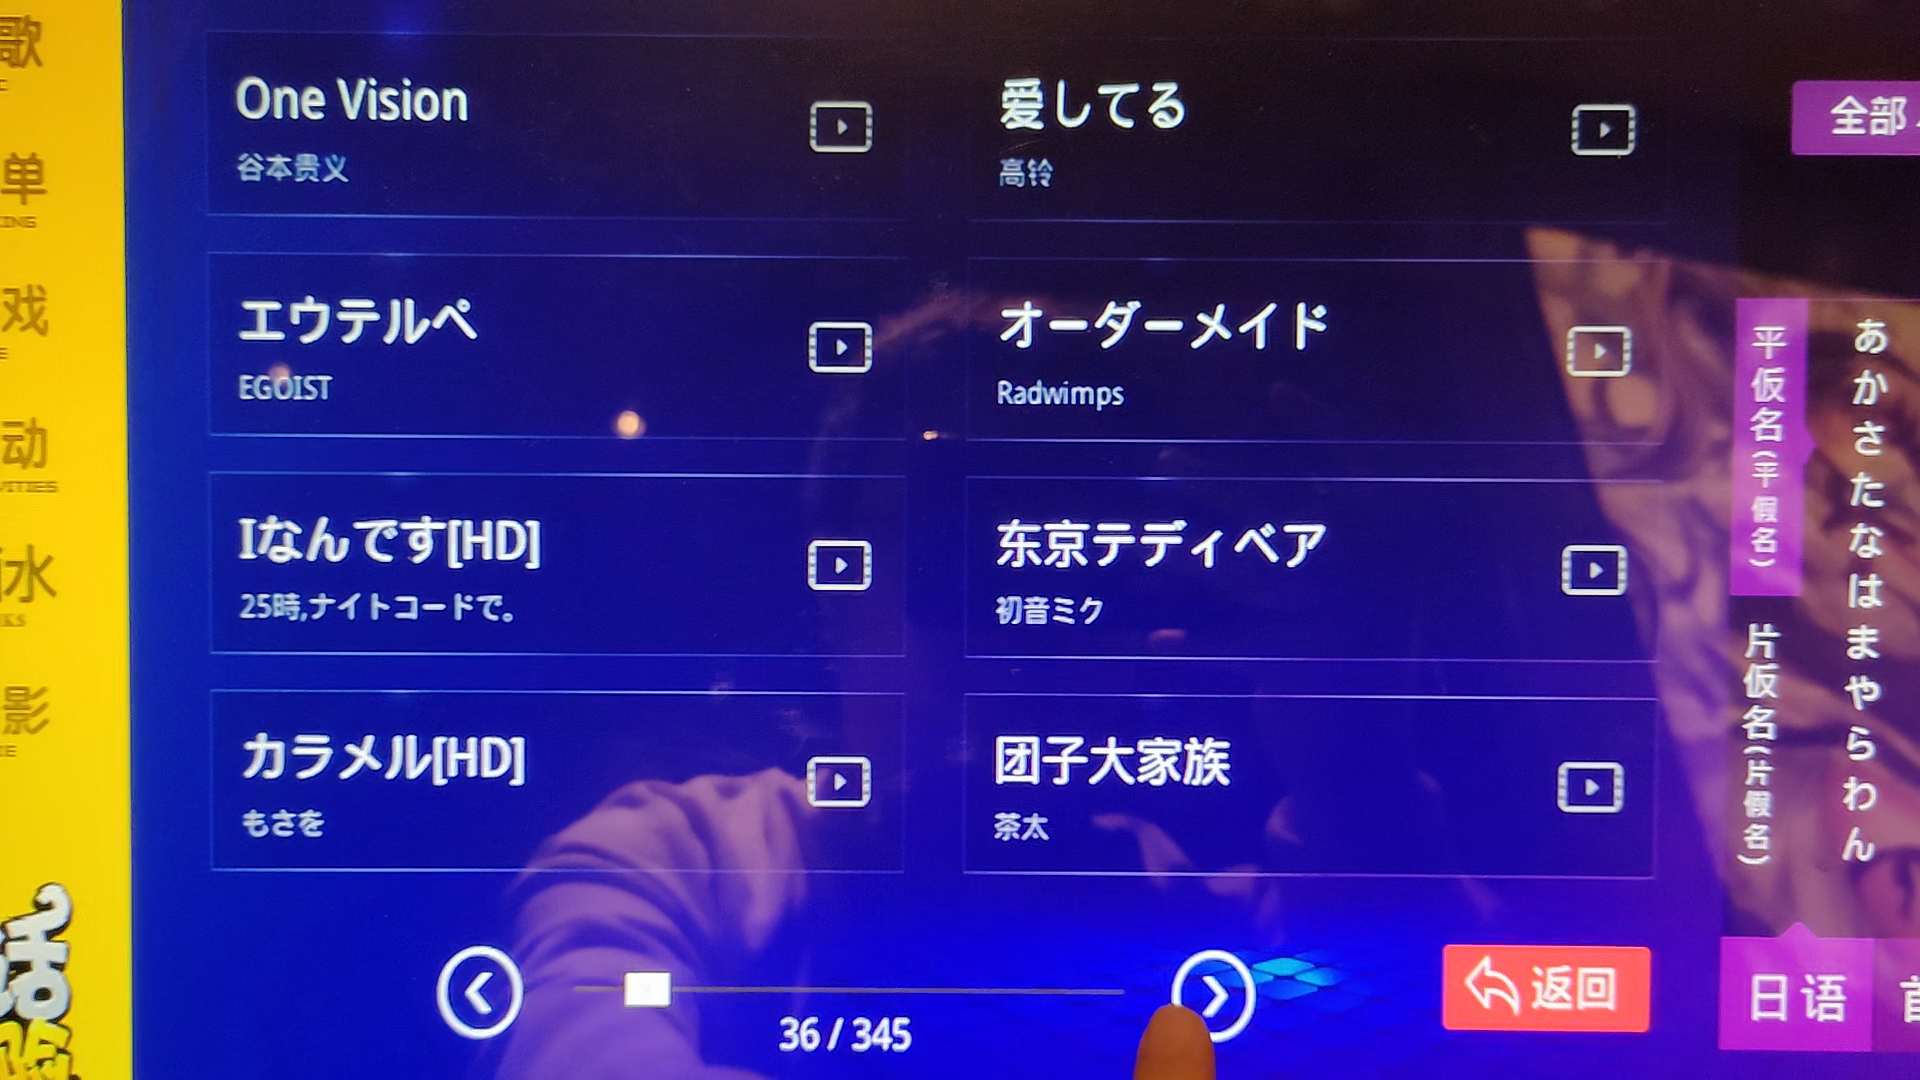 歌
单
戏
动
VITIES
水
影
活
One Vision
谷本贵义
愛してる
高铃
エウテルペ
EGOIST
オーダーメイド
Radwimps
Iなんです[HD]
25時,ナイトコードで。
东京テディベア
初音ミク
カラメル[HD]
もさを
団子大家族
茶太
36 / 345
返回
全部
平仮名(平假名)
片仮名(片假名)
あかさたなはまやらわん
日语